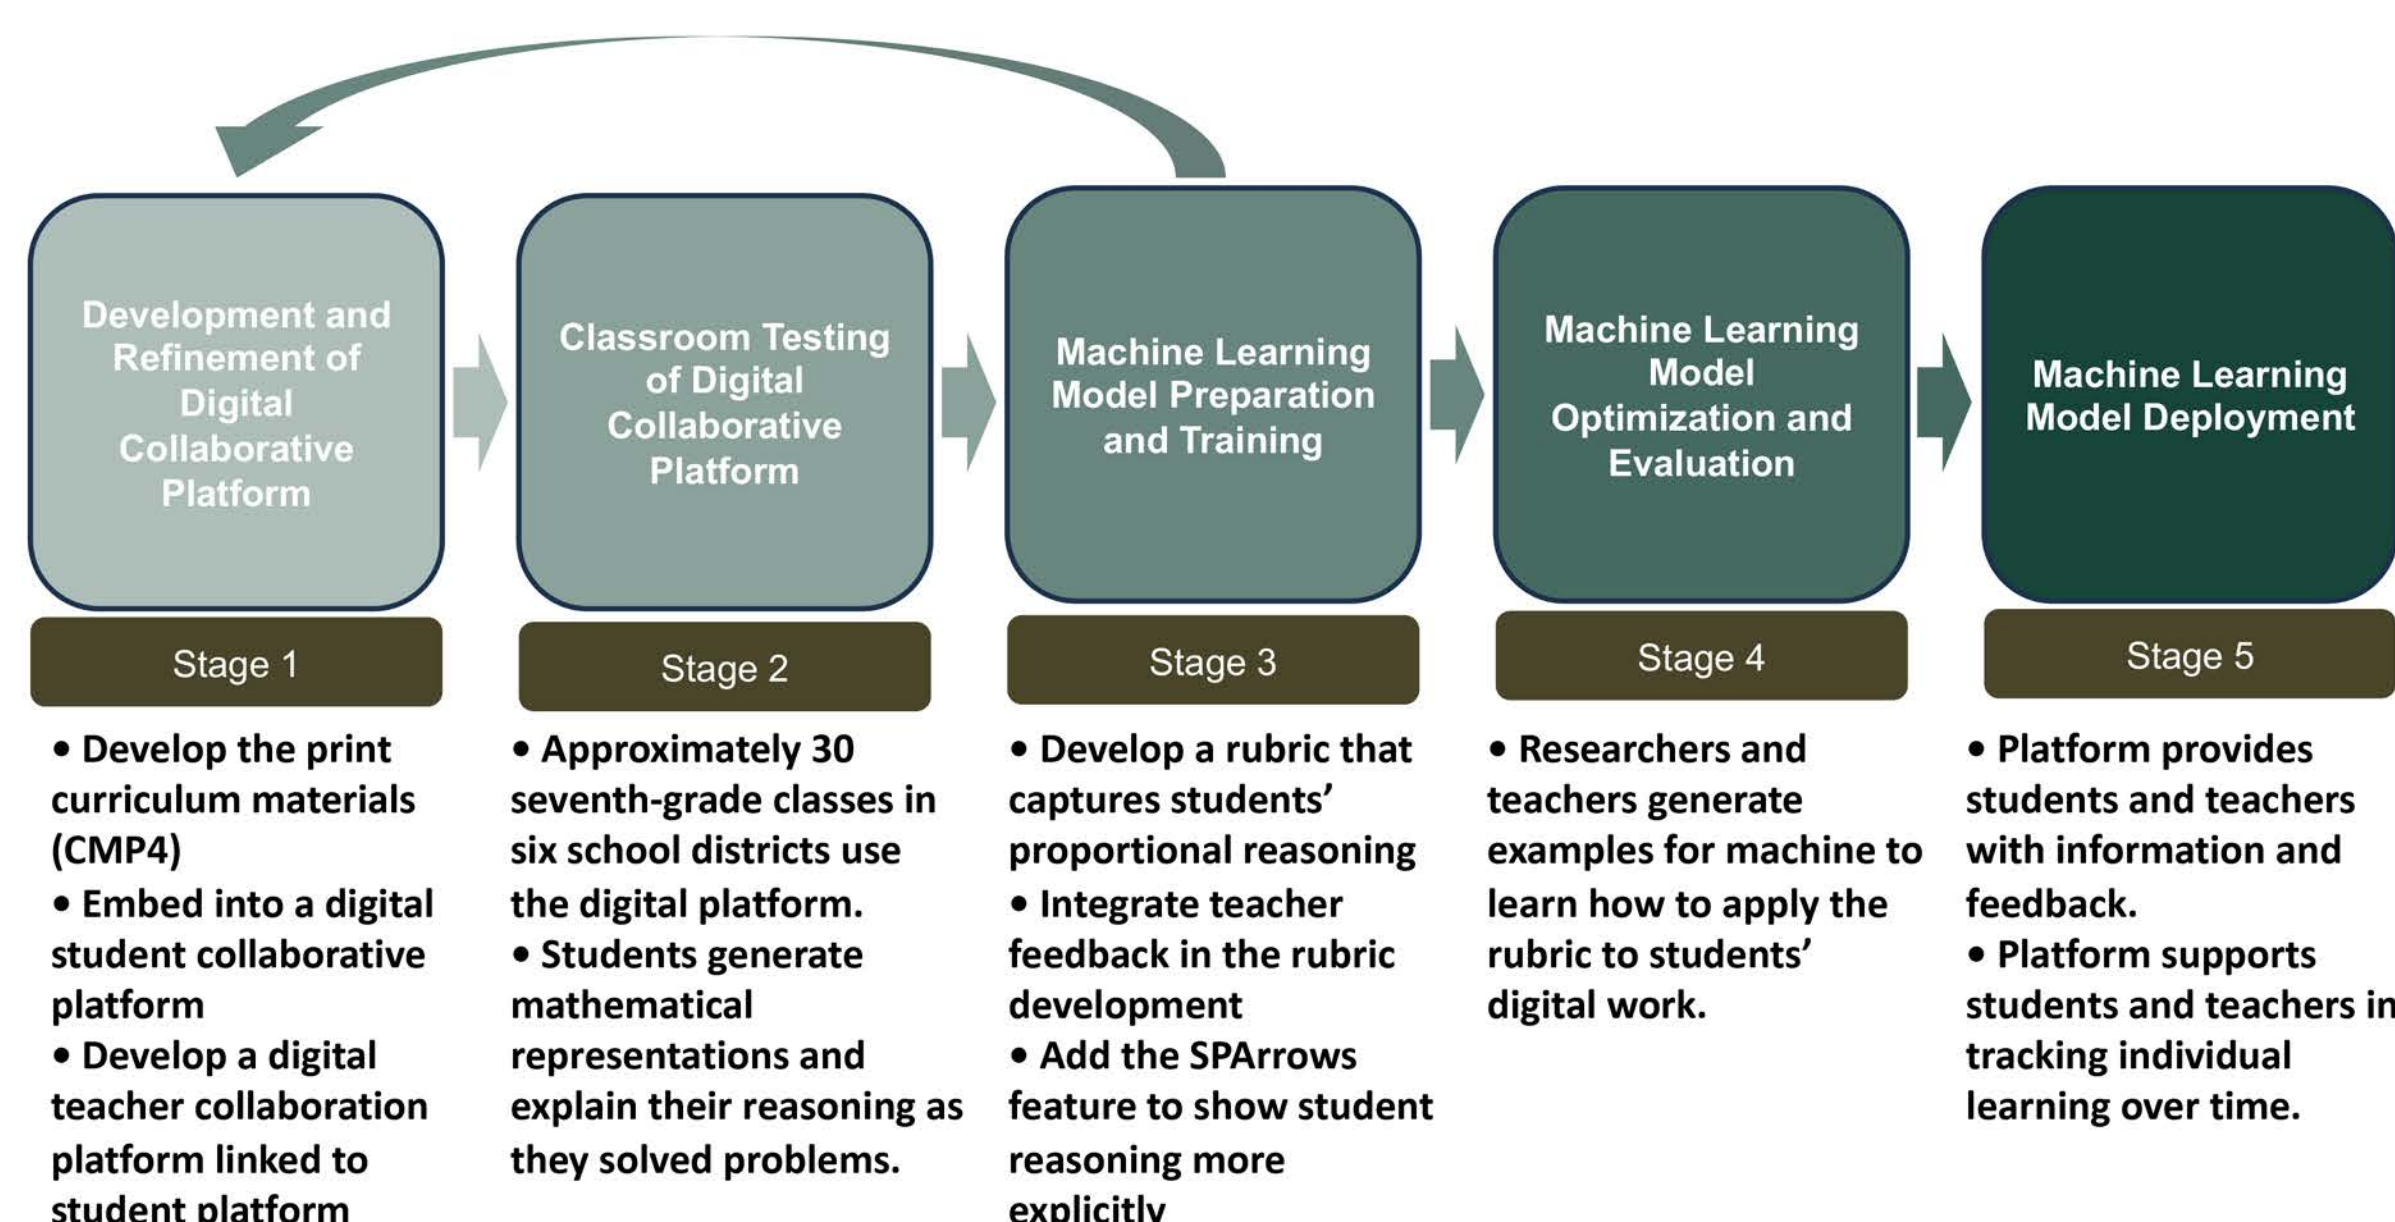 Development and
Refinement of
Digital
Collaborative
Platform
Classroom Testing
of Digital
Collaborative
Platform
Machine Learning
Model Preparation
and Training
Machine Learning
Model
Optimization and
Evaluation
Machine Learning
Model Deployment
Stage 1
Stage 2
Stage 3
Stage 4
Stage 5
• Develop the print
curriculum materials
(CMP4)
• Embed into a digital
student collaborative
platform
• Develop a digital
teacher collaboration
platform linked to
student platform
• Approximately 30
seventh-grade classes in
six school districts use
the digital platform.
• Students generate
mathematical
representations and
explain their reasoning as
they solved problems.
• Develop a rubric that
captures students’
proportional reasoning
• Integrate teacher
feedback in the rubric
development
• Add the SPArrows
feature to show student
reasoning more
explicitly
• Researchers and
teachers generate
examples for machine to
learn how to apply the
rubric to students’
digital work.
• Platform provides
students and teachers
with information and
feedback.
• Platform supports
students and teachers in
tracking individual
learning over time.